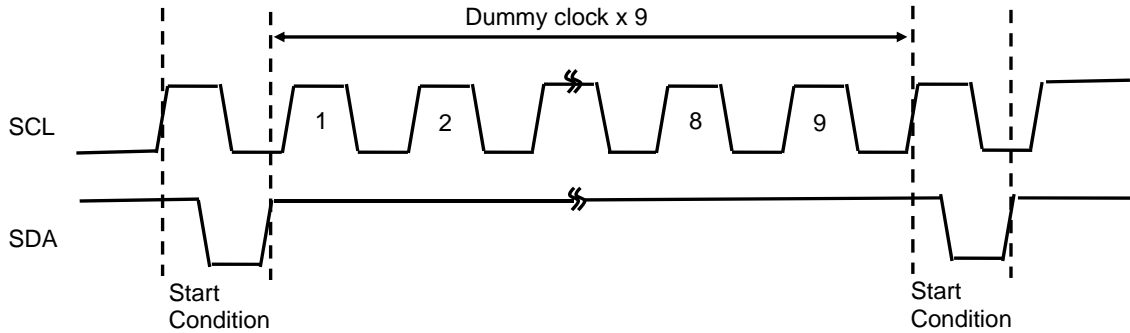 Dummy clock x 9
SCL
1
2
8
9
SDA
Start
Condition
Start
Condition